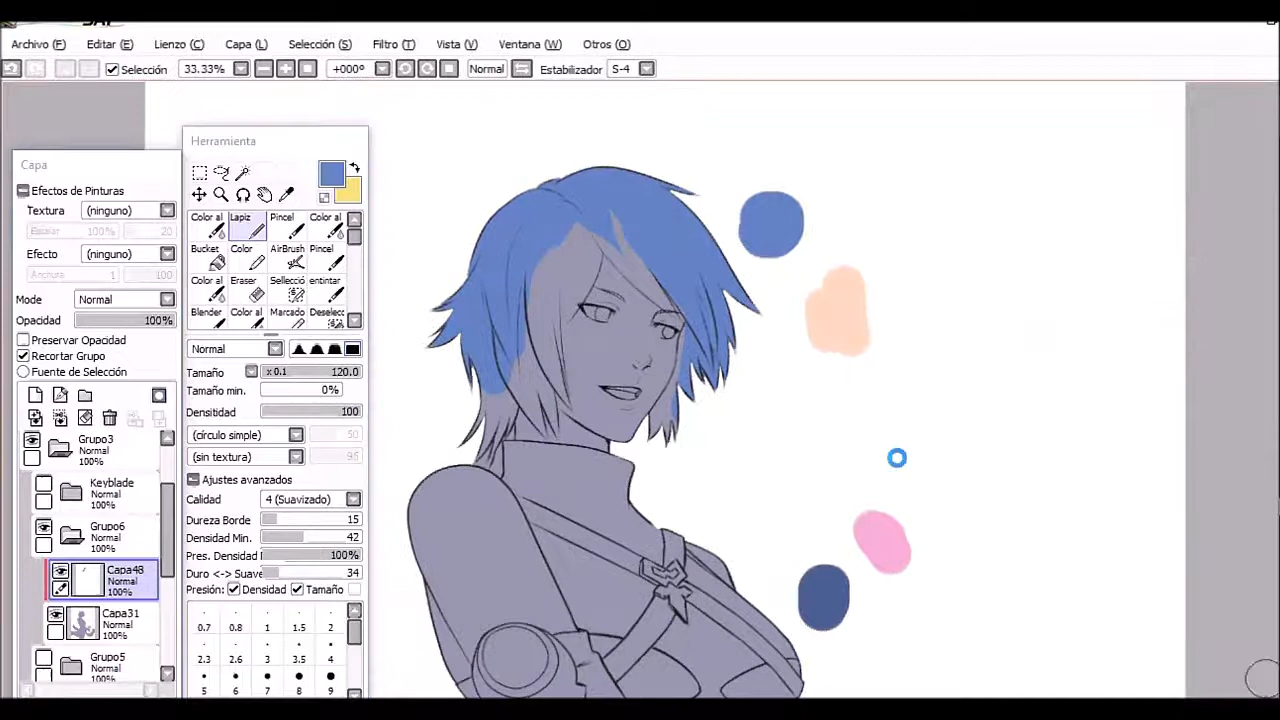 SAI
Archivo (F) Editar (E) Lienzo (C) Capa (L) Selección (S) Filtro (T) Vista (V) Ventana (W) Otros (O)
Selección 33.33% +000° Normal Estabilizador S-4
Capa
Efectos de Pinturas
Textura (ninguno)
100% 20
Efecto (ninguno)
Anchura 1 100
Mode Normal
Opacidad 100%
Preservar Opacidad
Recortar Grupo
Fuente de Selección
Grupo3
Normal
100%
Keyblade
Normal
100%
Grupo6
Normal
100%
Capa48
Normal
100%
Capa31
Normal
100%
Grupo5
Normal
100%
Herramienta
Color al Lapiz Pincel Color al
Bucket Color AirBrush Pincel
Color al Eraser Sellecció entintar
Blender Color al Marcado Deselec
Normal
Tamaño x 0.1 120.0
Tamaño min. 0%
Densitidad 100
(círculo simple) 50
(sin textura) 95
Ajustes avanzados
Calidad 4 (Suavizado)
Dureza Borde 15
Densidad Min. 42
Pres. Densidad 100%
Duro <-> Suave 34
Presión: Densidad Tamaño
0.7 0.8 1 1.5 2
2.3 2.6 3 3.5 4
5 6 7 8 9